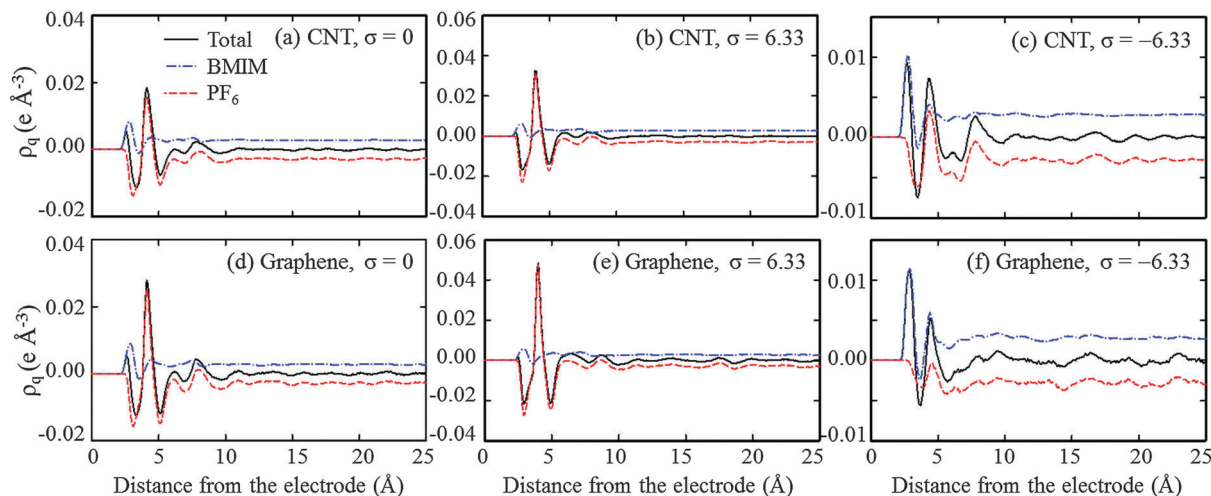 0.04
0.02
0.00
-0.02
ρq (e Å-3)
Total
BMIM
PF6
(a) CNT, σ = 0
0.06
0.04
0.02
0.00
-0.02
-0.04
(b) CNT, σ = 6.33
0.01
0.00
-0.01
(c) CNT, σ = −6.33
0.04
0.02
0.00
-0.02
ρq (e Å-3)
(d) Graphene, σ = 0
0.06
0.04
0.02
0.00
-0.02
-0.04
(e) Graphene, σ = 6.33
0.01
0.00
-0.01
(f) Graphene, σ = −6.33
0 5 10 15 20 25
0 5 10 15 20 25
0 5 10 15 20 25
Distance from the electrode (Å)
Distance from the electrode (Å)
Distance from the electrode (Å)